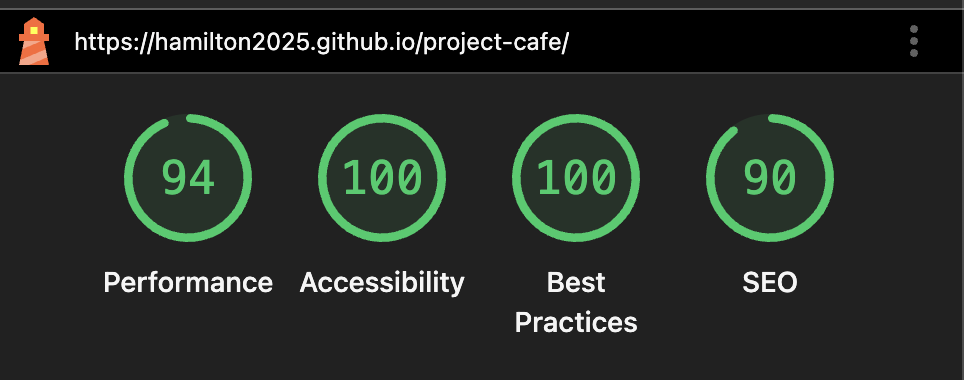 https://hamilton2025.github.io/project-cafe/
94 100 100 90
Performance Accessibility Best Practices SEO